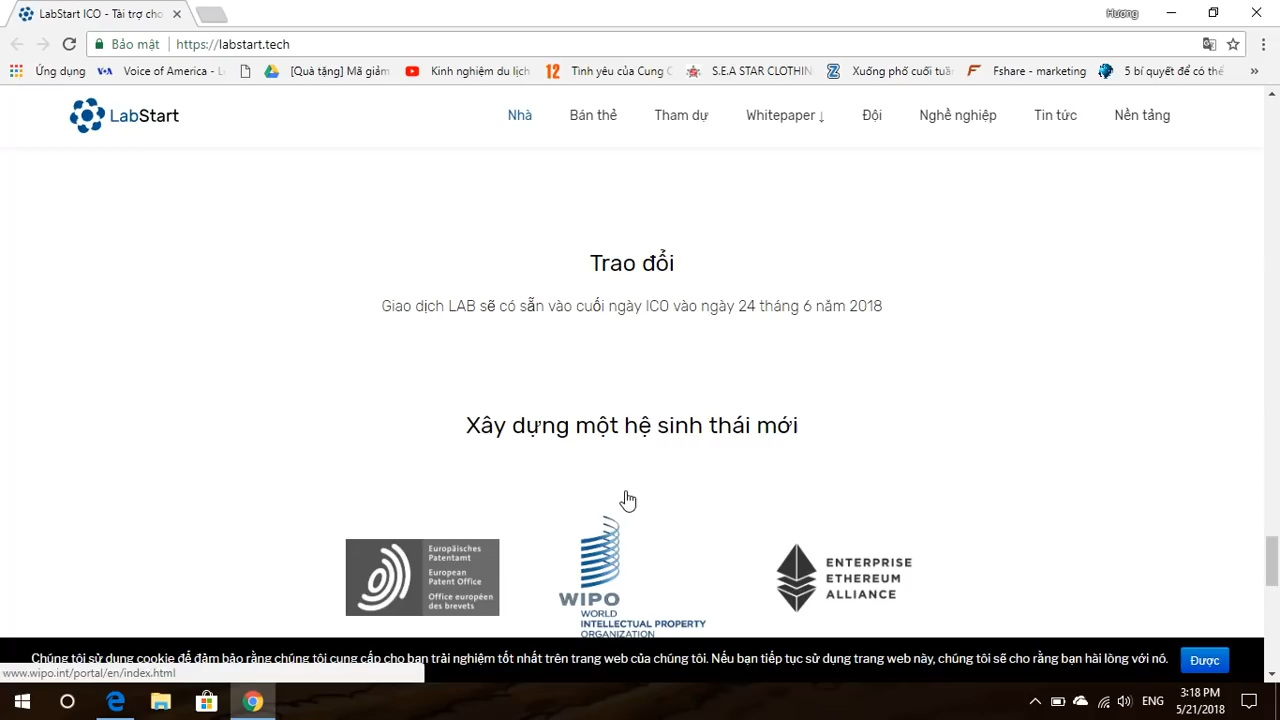 LabStart ICO - Tài trợ cho
Hương
Bảo mật
https://labstart.tech
Ứng dụng
Voice of America - L
[Quà tặng] Mã giảm
Kinh nghiệm du lịch
12
Tình yêu của Cung C
S.E.A STAR CLOTHIN
Xuống phố cuối tuần
Fshare - marketing
5 bí quyết để có thể
»
LabStart
Nhà
Bán thẻ
Tham dự
Whitepaper ↓
Đội
Nghề nghiệp
Tin tức
Nền tảng
Trao đổi
Giao dịch LAB sẽ có sẵn vào cuối ngày ICO vào ngày 24 tháng 6 năm 2018
Xây dựng một hệ sinh thái mới
Europäisches
Patentamt
European
Patent Office
Office européen
des brevets
WIPO
WORLD
INTELLECTUAL PROPERTY
ORGANIZATION
ENTERPRISE
ETHEREUM
ALLIANCE
Chúng tôi sử dụng cookie để đảm bảo rằng chúng tôi cung cấp cho bạn trải nghiệm tốt nhất trên trang web của chúng tôi. Nếu bạn tiếp tục sử dụng trang web này, chúng tôi sẽ cho rằng bạn hài lòng với nó.
Được
www.wipo.int/portal/en/index.html
ENG
3:18 PM
5/21/2018